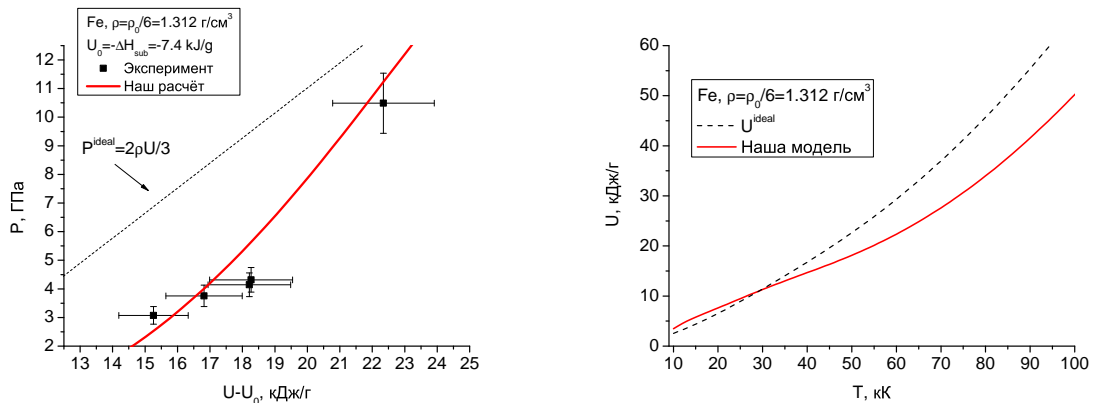 Fe, ρ=ρ₀/6=1.312 г/см³
U₀=-ΔH_sub=-7.4 kJ/g
Эксперимент
Наш расчёт
P^ideal=2ρU/3
P, ГПа
12
11
10
9
8
7
6
5
4
3
2
13 14 15 16 17 18 19 20 21 22 23 24 25
U-U₀, кДж/г
Fe, ρ=ρ₀/6=1.312 г/см³
U^ideal
Наша модель
U, кДж/г
60
50
40
30
20
10
0
10 20 30 40 50 60 70 80 90 100
T, кК